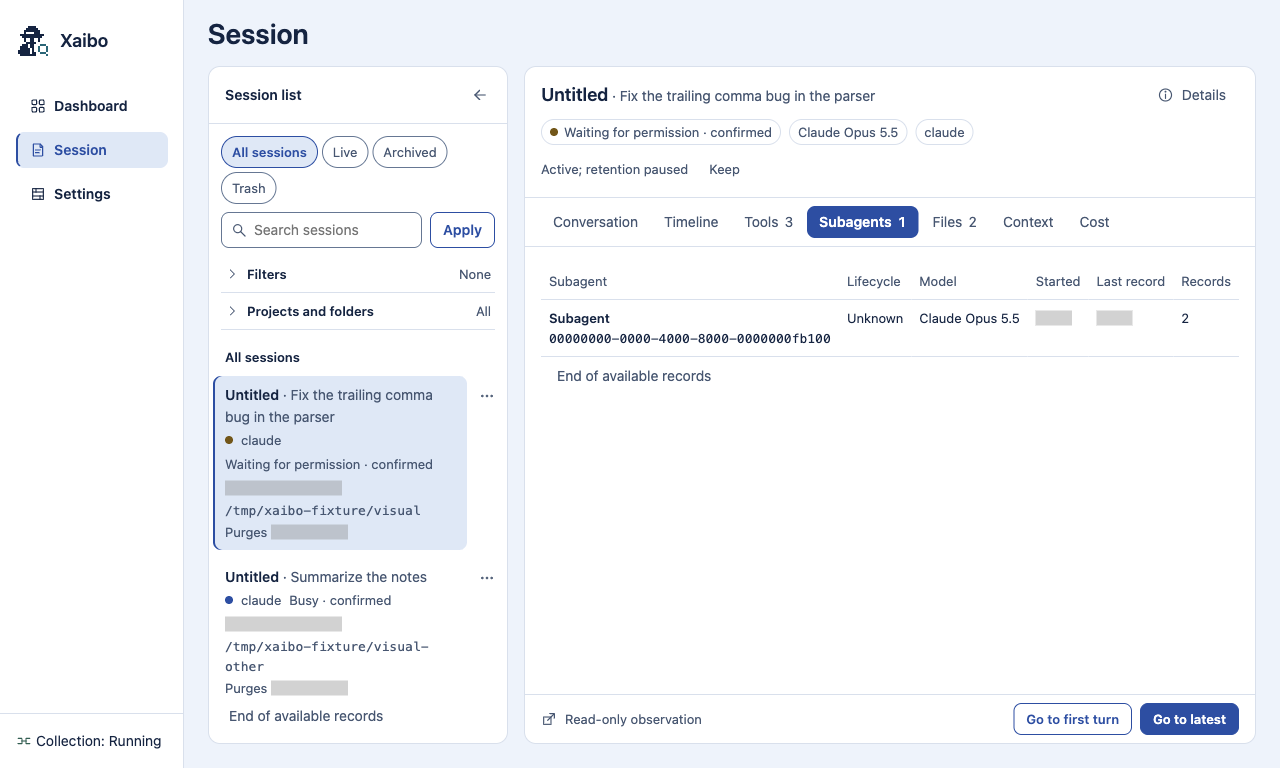 Xaibo
Dashboard
Session
Settings
Collection: Running
Session
Session list
All sessions
Live
Archived
Trash
Search sessions
Apply
Filters
None
Projects and folders
All
All sessions
Untitled · Fix the trailing comma
bug in the parser
claude
Waiting for permission · confirmed
/tmp/xaibo-fixture/visual
Purges
Untitled · Summarize the notes
claude Busy · confirmed
/tmp/xaibo-fixture/visual-
other
Purges
End of available records
Untitled · Fix the trailing comma bug in the parser
Details
Waiting for permission · confirmed
Claude Opus 5.5
claude
Active; retention paused
Keep
Conversation
Timeline
Tools 3
Subagents 1
Files 2
Context
Cost
Subagent Lifecycle Model Started Last record Records
Subagent Unknown Claude Opus 5.5 2
00000000-0000-4000-8000-0000000fb100
End of available records
Read-only observation
Go to first turn
Go to latest